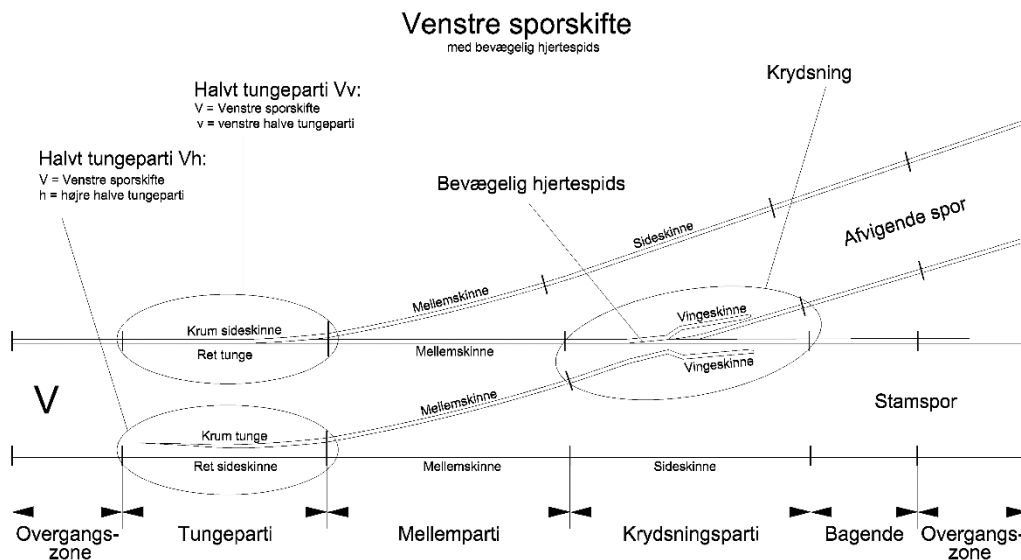 Venstre sporskifte
med bevægelig hjertespids
Krydsning
Halvt tungeparti Vv:
V = Venstre sporskifte
v = venstre halve tungeparti
Halvt tungeparti Vh:
V = Venstre sporskifte
h = højre halve tungeparti
Bevægelig hjertespids
Afvigende spor
Sideskinne
Mellemskinne
Krum sideskinne
Ret tunge
Mellemskinne
Vingeskinne
Vingeskinne
V
Mellemskinne
Stamspor
Krum tunge
Ret sideskinne
Mellemskinne
Sideskinne
Overgangs-
zone
Tungeparti
Mellemparti
Krydsningsparti
Bagende
Overgangs-
zone